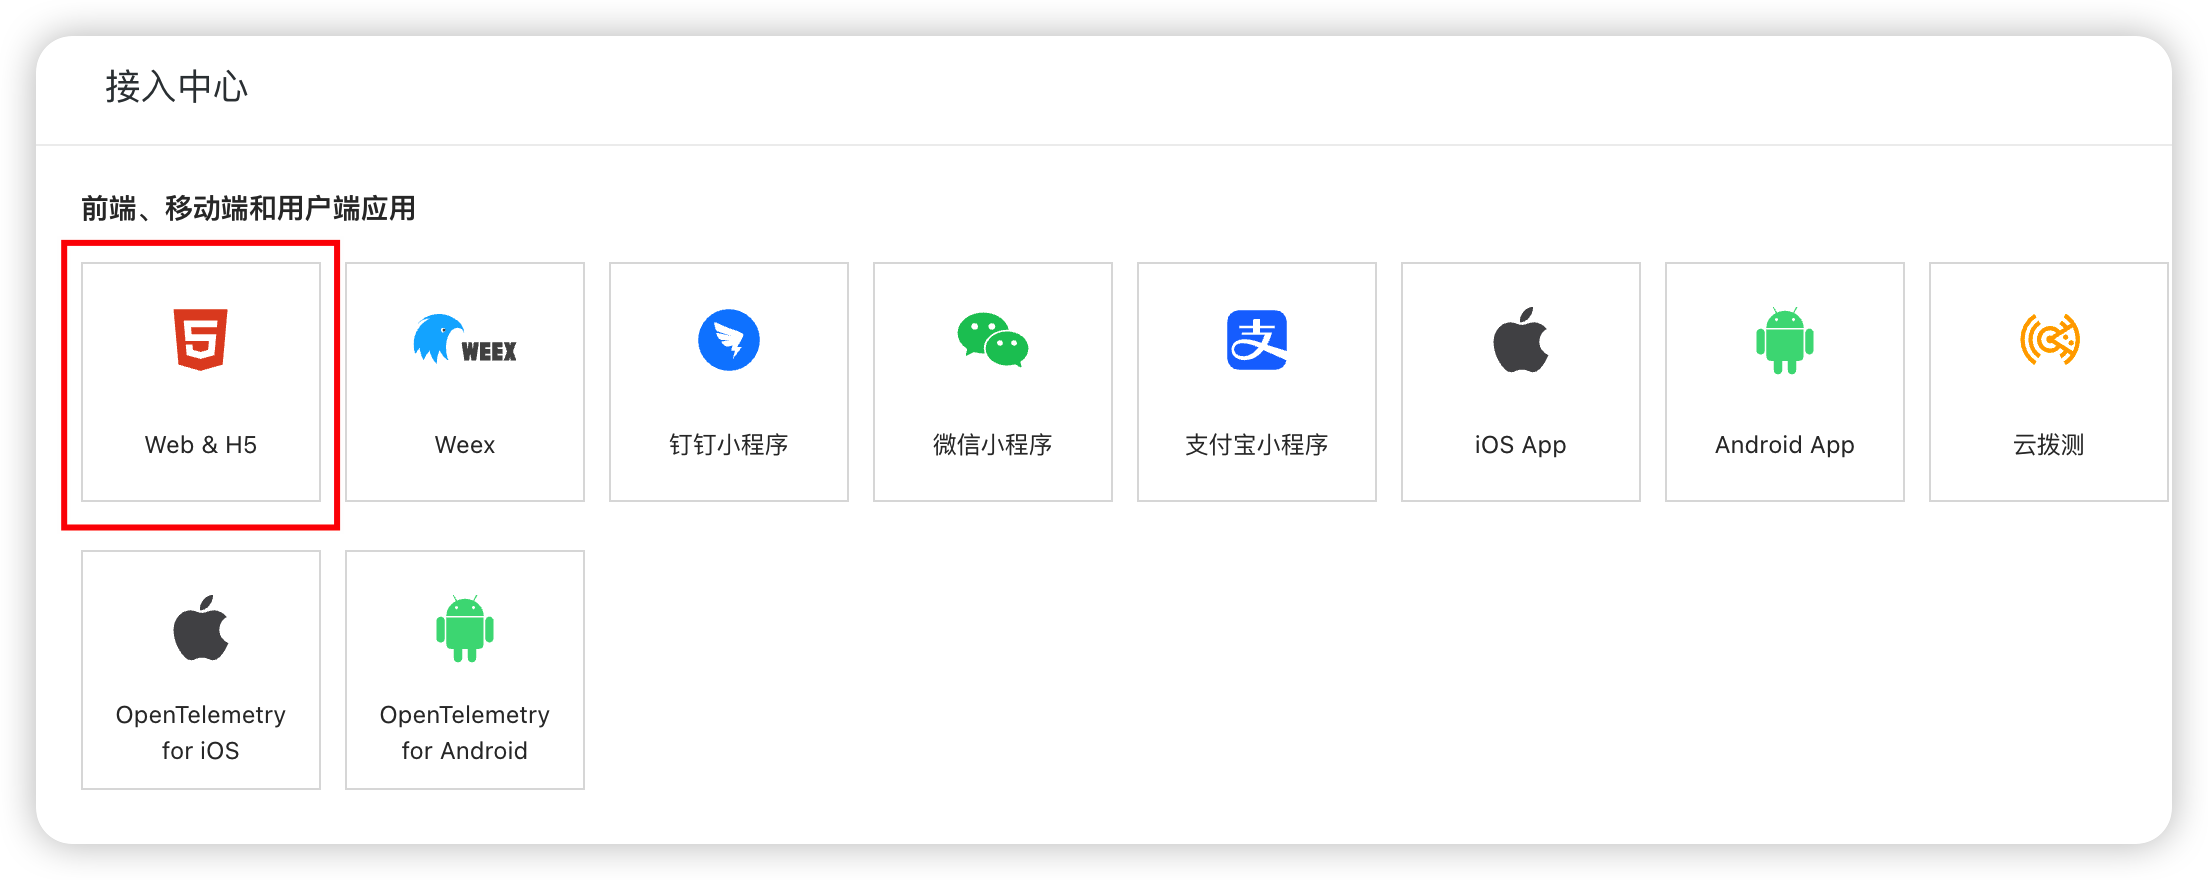 接入中心
前端、移动端和用户端应用
5
WEEX
支
Web & H5
Weex
钉钉小程序
微信小程序
支付宝小程序
iOS App
Android App
云拨测
OpenTelemetry
for iOS
OpenTelemetry
for Android